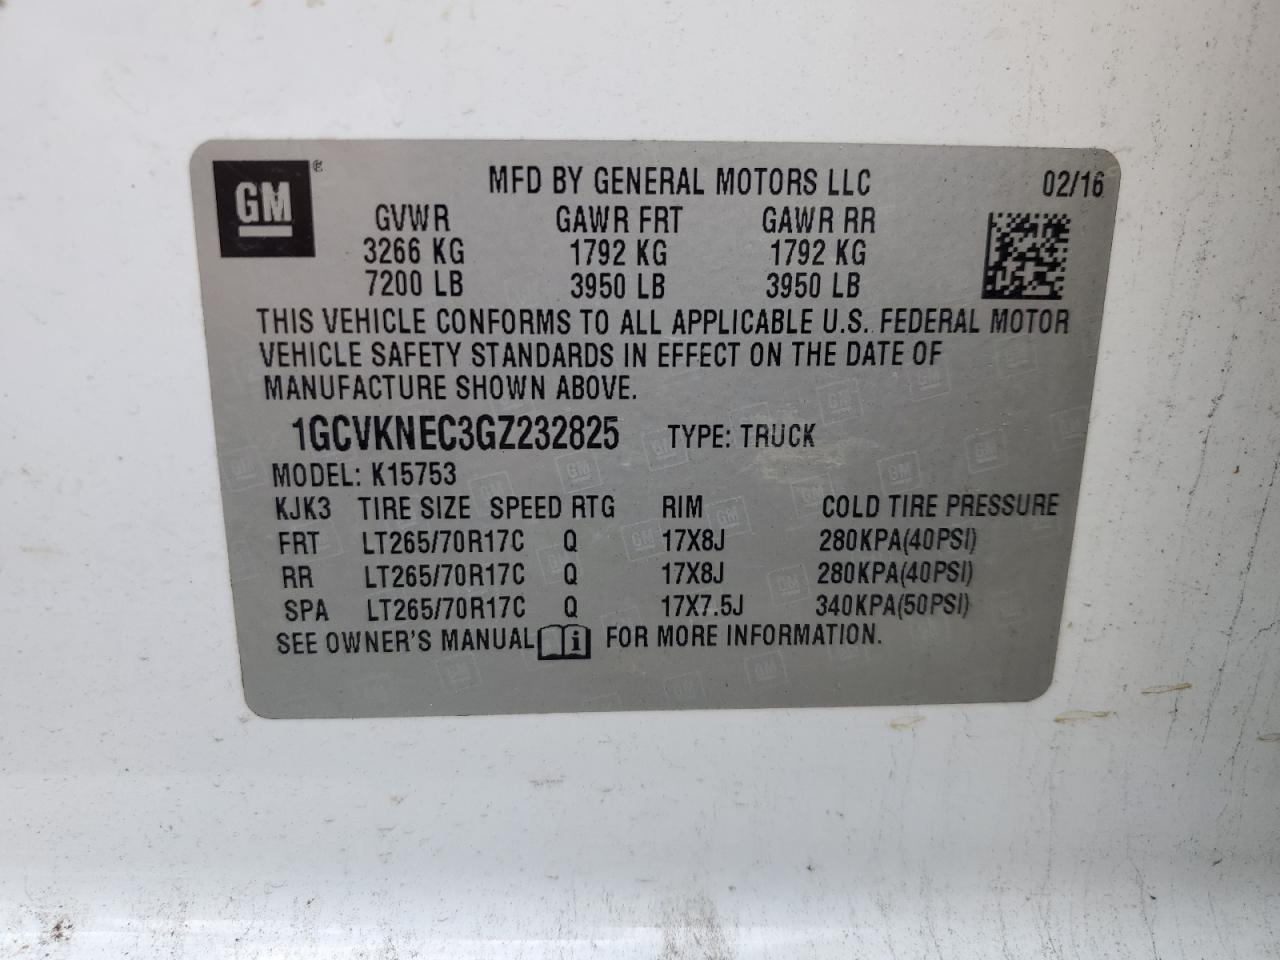 GM®
MFD BY GENERAL MOTORS LLC 02/16
GVWR GAWR FRT GAWR RR
3266 KG 1792 KG 1792 KG
7200 LB 3950 LB 3950 LB
THIS VEHICLE CONFORMS TO ALL APPLICABLE U.S. FEDERAL MOTOR
VEHICLE SAFETY STANDARDS IN EFFECT ON THE DATE OF
MANUFACTURE SHOWN ABOVE.
1GCVKNEC3GZ232825 TYPE: TRUCK
MODEL: K15753
KJK3 TIRE SIZE SPEED RTG RIM COLD TIRE PRESSURE
FRT LT265/70R17C Q 17X8J 280KPA(40PSI)
RR LT265/70R17C Q 17X8J 280KPA(40PSI)
SPA LT265/70R17C Q 17X7.5J 340KPA(50PSI)
SEE OWNER'S MANUAL i FOR MORE INFORMATION.